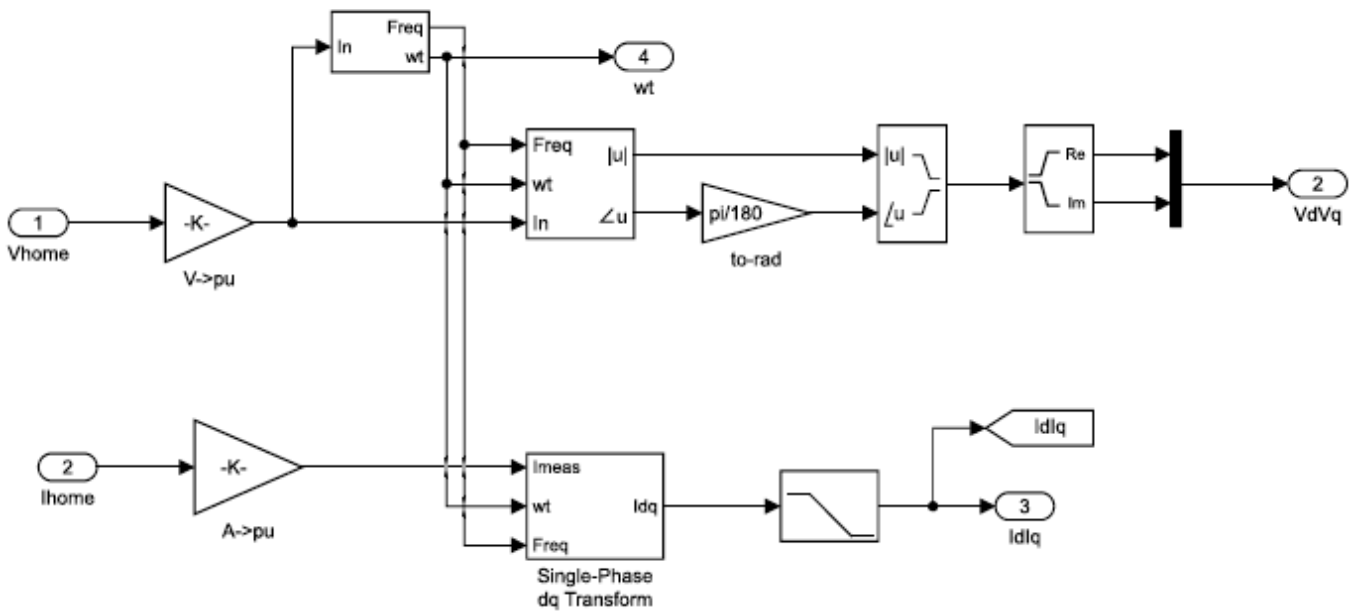 Freq
In
wt
4
wt
Freq
|u|
wt
∠u
In
|u|
∠u
Re
Im
pi/180
to-rad
1
Vhome
-K-
V->pu
2
VdVq
2
Ihome
-K-
A->pu
Imeas
wt
Idq
Freq
Single-Phase
dq Transform
IdIq
3
IdIq